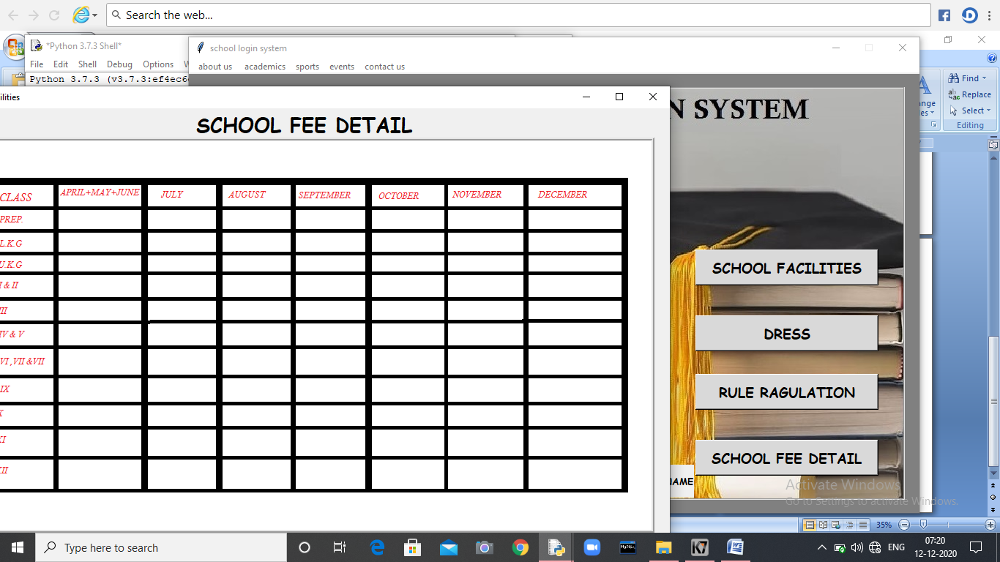 Search the web...
*Python 3.7.3 Shell*
File Edit Shell Debug Options W
Python 3.7.3 (v3.7.3:ef4ec6
school login system
about us academics sports events contact us
Find
Replace
Select
Editing
nge
es
N SYSTEM
ilities
SCHOOL FEE DETAIL
CLASS APRIL+MAY+JUNE JULY AUGUST SEPTEMBER OCTOBER NOVEMBER DECEMBER
PREP.
L.K.G
U.K.G
I & II
III
IV & V
VI ,VII &VII
IX
X
XI
XII
SCHOOL FACILITIES
DRESS
RULE RAGULATION
SCHOOL FEE DETAIL
NAME
Activate Windows
Go to Settings to activate Windows.
35%
Type here to search
MySQL
K7
ENG
07:20
12-12-2020